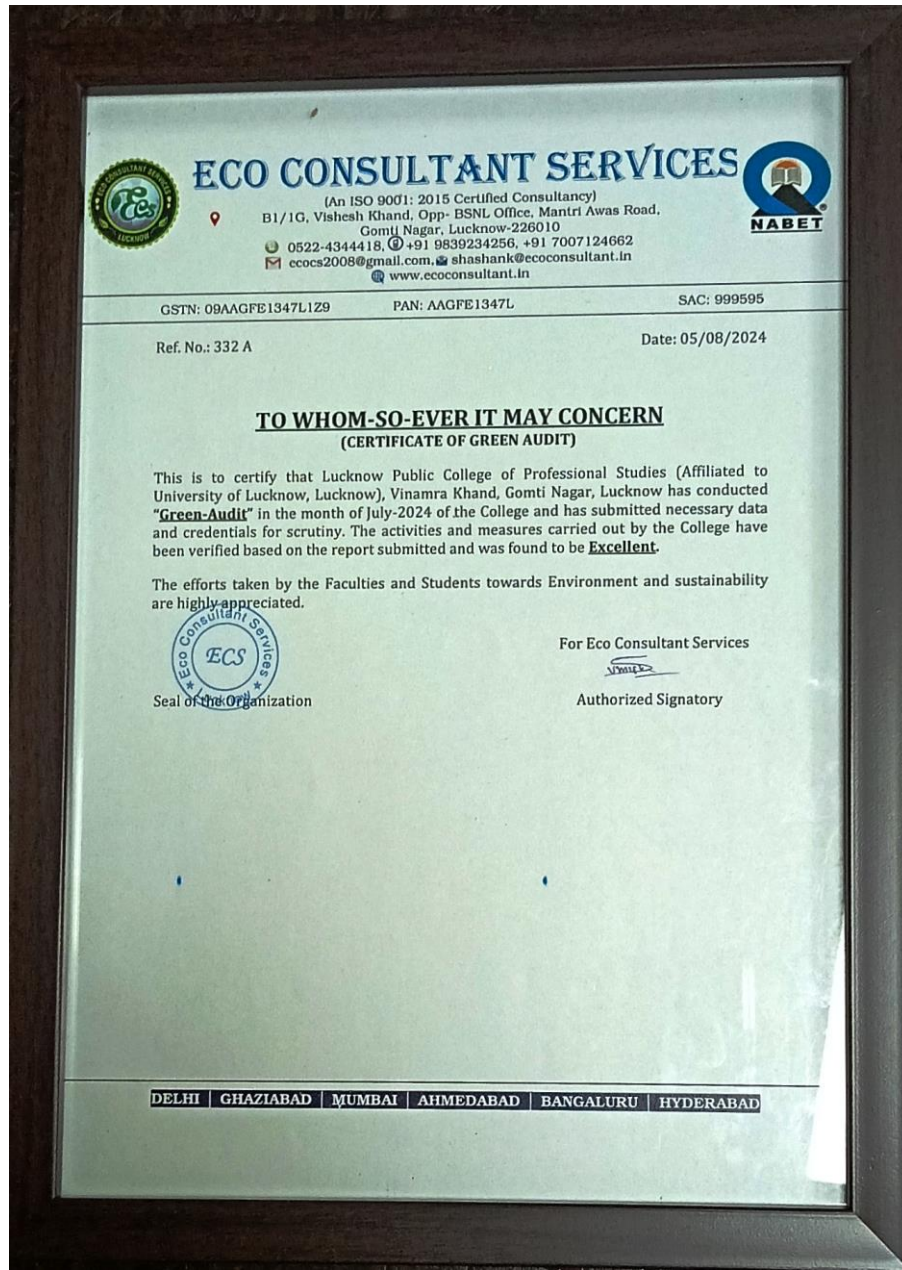 ECO CONSULTANT SERVICES
(An ISO 9001: 2015 Certified Consultancy)
B1/1G, Vishesh Khand, Opp- BSNL Office, Mantri Awas Road,
Gomti Nagar, Lucknow-226010
0522-4344418, +91 9839234256, +91 7007124662
ecocs2008@gmail.com, shashank@ecoconsultant.in
www.ecoconsultant.in
ECO CONSULTANT SERVICES
Ecs
LUCKNOW
NABET
GSTN: 09AAGFE1347L1Z9 PAN: AAGFE1347L SAC: 999595
Ref. No.: 332 A Date: 05/08/2024
TO WHOM-SO-EVER IT MAY CONCERN
(CERTIFICATE OF GREEN AUDIT)
This is to certify that Lucknow Public College of Professional Studies (Affiliated to
University of Lucknow, Lucknow), Vinamra Khand, Gomti Nagar, Lucknow has conducted
"Green-Audit" in the month of July-2024 of the College and has submitted necessary data
and credentials for scrutiny. The activities and measures carried out by the College have
been verified based on the report submitted and was found to be Excellent.
The efforts taken by the Faculties and Students towards Environment and sustainability
are highly appreciated.
Eco Consultant Services
ECS
Lucknow
For Eco Consultant Services
Seal of the Organization Authorized Signatory
DELHI | GHAZIABAD | MUMBAI | AHMEDABAD | BANGALURU | HYDERABAD